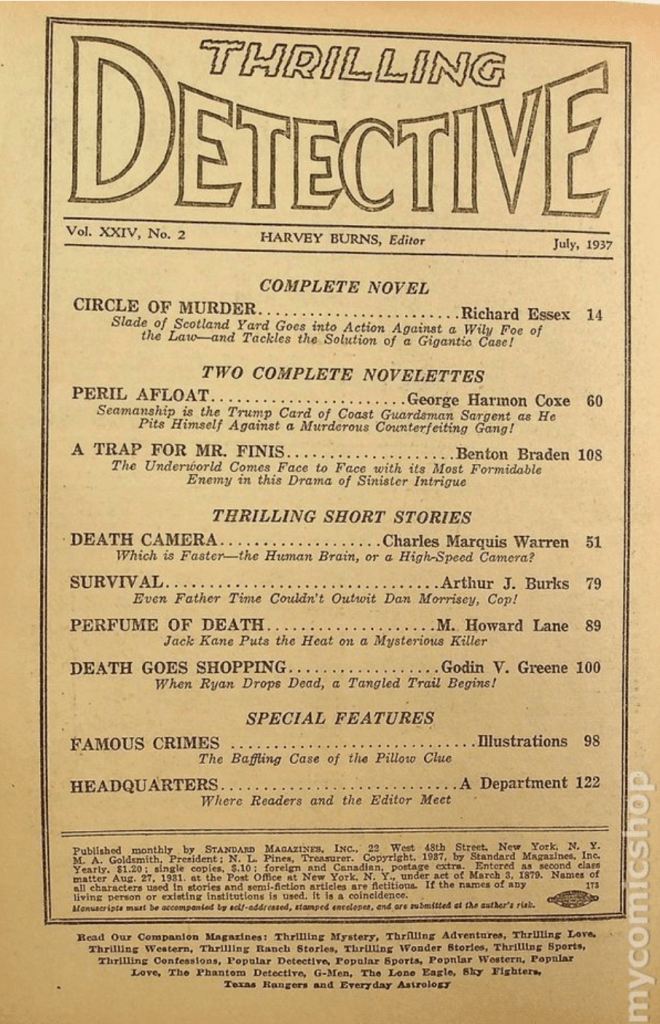 THRILLING
DETECTIVE
Vol. XXIV, No. 2 HARVEY BURNS, Editor July, 1937
COMPLETE NOVEL
CIRCLE OF MURDER........................Richard Essex 14
Slade of Scotland Yard Goes into Action Against a Wily Foe of
the Law—and Tackles the Solution of a Gigantic Case!
TWO COMPLETE NOVELETTES
PERIL AFLOAT.......................George Harmon Coxe 60
Seamanship is the Trump Card of Coast Guardsman Sargent as He
Pits Himself Against a Murderous Counterfeiting Gang!
A TRAP FOR MR. FINIS....................Benton Braden 108
The Underworld Comes Face to Face with its Most Formidable
Enemy in this Drama of Sinister Intrigue
THRILLING SHORT STORIES
DEATH CAMERA...................Charles Marquis Warren 51
Which is Faster—the Human Brain, or a High-Speed Camera?
SURVIVAL................................Arthur J. Burks 79
Even Father Time Couldn't Outwit Dan Morrisey, Cop!
PERFUME OF DEATH....................M. Howard Lane 89
Jack Kane Puts the Heat on a Mysterious Killer
DEATH GOES SHOPPING..................Godin V. Greene 100
When Ryan Drops Dead, a Tangled Trail Begins!
SPECIAL FEATURES
FAMOUS CRIMES ............................Illustrations 98
The Baffling Case of the Pillow Clue
HEADQUARTERS............................A Department 122
Where Readers and the Editor Meet
Published monthly by STANDARD MAGAZINES, INC., 22 West 48th Street, New York, N. Y.
M. A. Goldsmith, President; N. L. Pines, Treasurer. Copyright, 1937, by Standard Magazines, Inc.
Yearly, $1.20; single copies, $.10; foreign and Canadian, postage extra. Entered as second class
matter Aug. 27, 1931, at the Post Office at New York, N. Y., under act of March 3, 1879. Names of
all characters used in stories and semi-fiction articles are fictitious. If the names of any
living person or existing institutions is used, it is a coincidence. 173
Manuscripts must be accompanied by self-addressed, stamped envelopes, and are submitted at the author's risk.
Read Our Companion Magazines: Thrilling Mystery, Thrilling Adventures, Thrilling Love,
Thrilling Western, Thrilling Ranch Stories, Thrilling Wonder Stories, Thrilling Sports,
Thrilling Confessions, Popular Detective, Popular Sports, Popular Western, Popular
Love, The Phantom Detective, G-Men, The Lone Eagle, Sky Fighters,
Texas Rangers and Everyday Astrology
mycomicshop